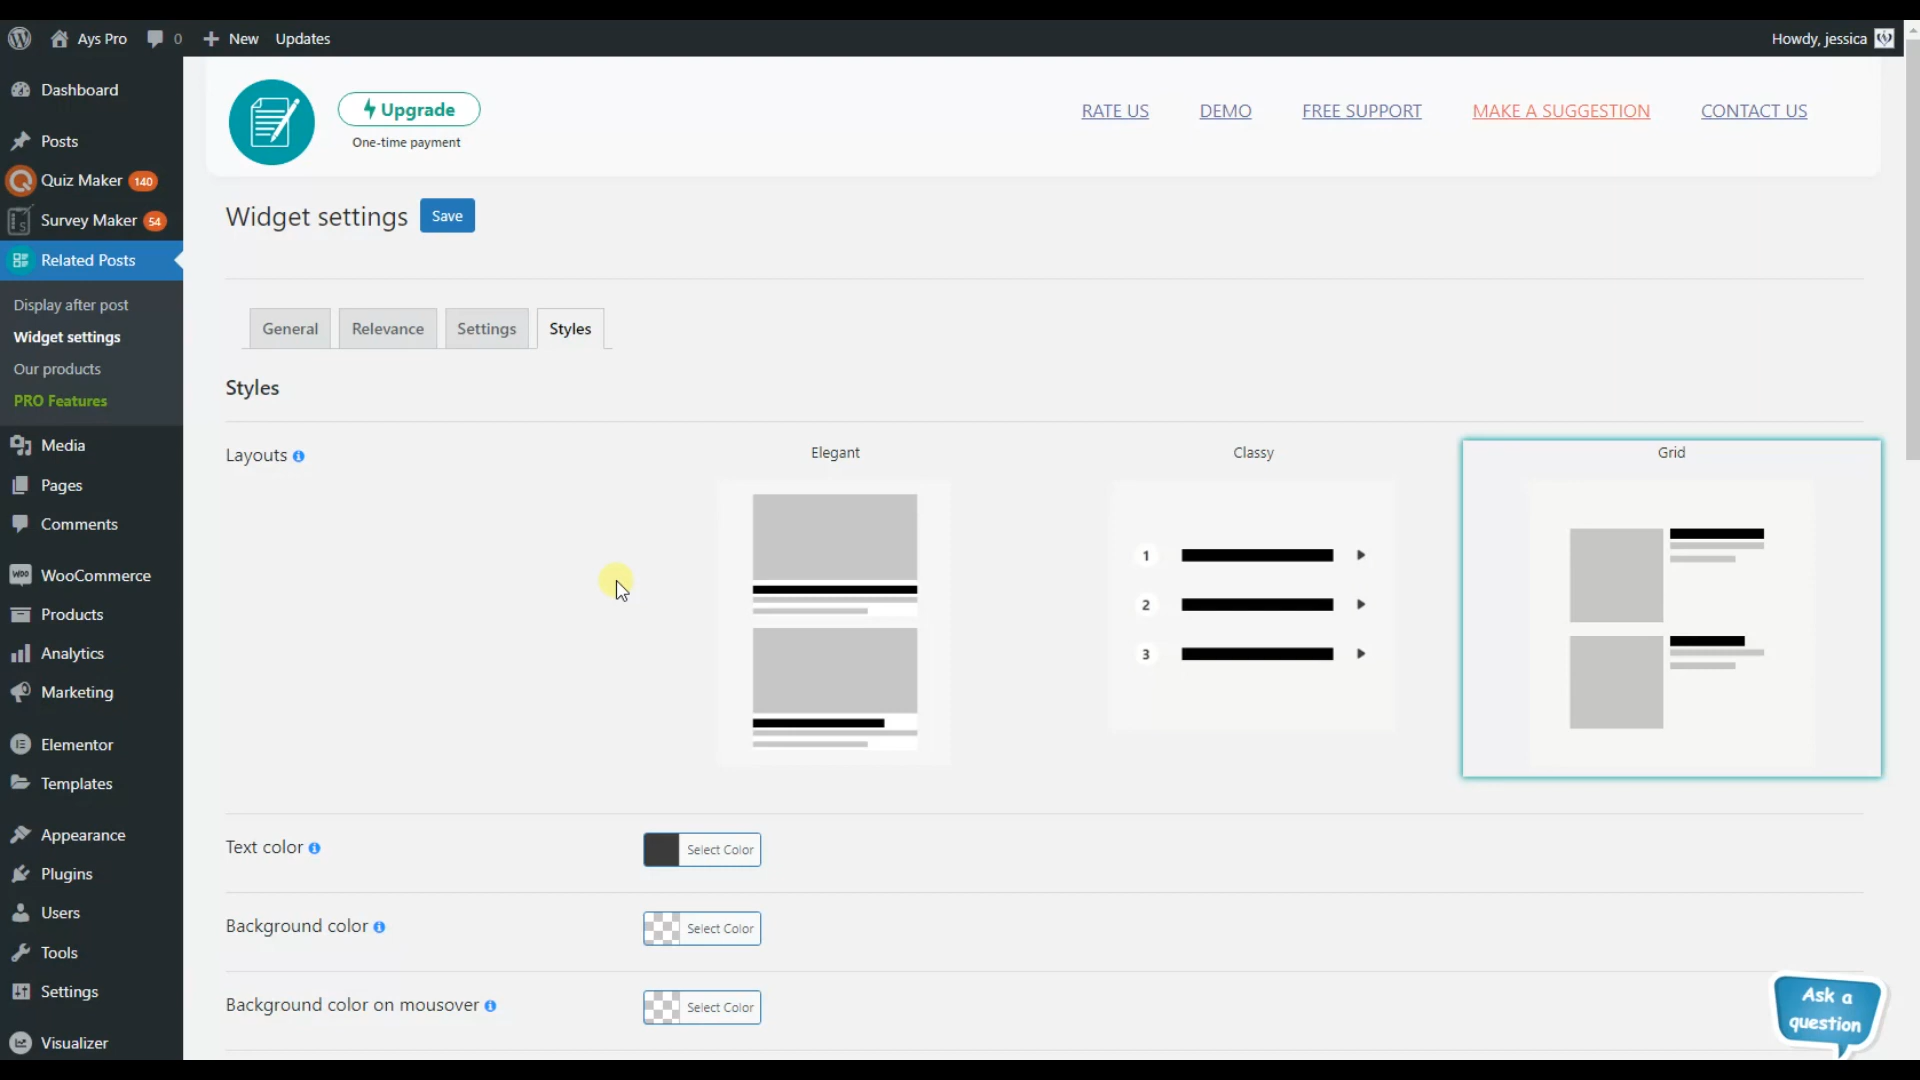 Ays Pro
0
New
Updates
Howdy, jessica
Dashboard
Posts
Quiz Maker 140
Survey Maker 54
Related Posts
Display after post
Widget settings
Our products
PRO Features
Media
Pages
Comments
WooCommerce
Products
Analytics
Marketing
Elementor
Templates
Appearance
Plugins
Users
Tools
Settings
Visualizer
Upgrade
One-time payment
RATE US
DEMO
FREE SUPPORT
MAKE A SUGGESTION
CONTACT US
Widget settings
Save
General
Relevance
Settings
Styles
Styles
Layouts
Elegant
Classy
1
2
3
Grid
Text color
Select Color
Background color
Select Color
Background color on mousover
Select Color
Ask a
question